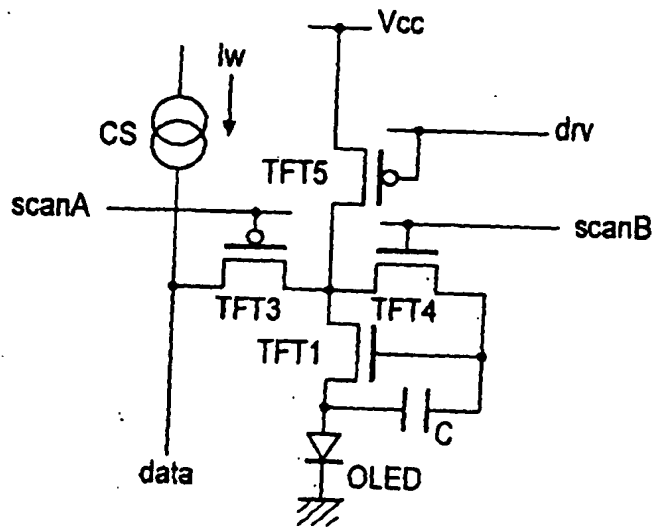 Vcc
Iw
CS
drv
TFT5
scanA
scanB
TFT3
TFT4
TFT1
C
data
OLED